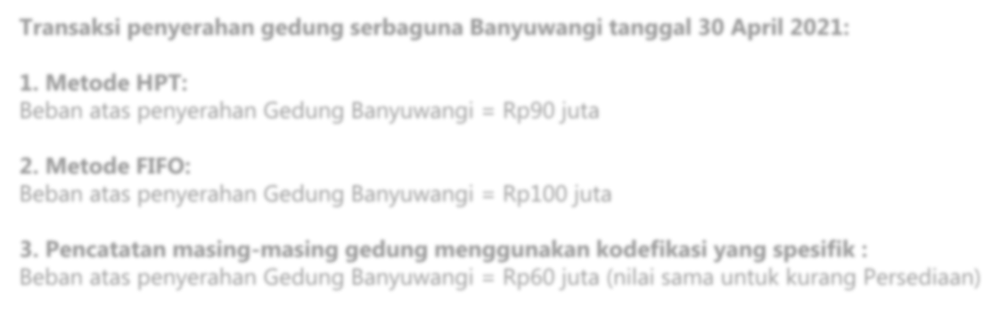 Transaksi penyerahan gedung serbaguna Banyuwangi tanggal 30 April 2021:
1. Metode HPT:
Beban atas penyerahan Gedung Banyuwangi = Rp90 juta
2. Metode FIFO:
Beban atas penyerahan Gedung Banyuwangi = Rp100 juta
3. Pencatatan masing-masing gedung menggunakan kodefikasi yang spesifik :
Beban atas penyerahan Gedung Banyuwangi = Rp60 juta (nilai sama untuk kurang Persediaan)